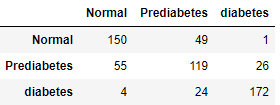 Normal Prediabetes diabetes
Normal 150 49 1
Prediabetes 55 119 26
diabetes 4 24 172